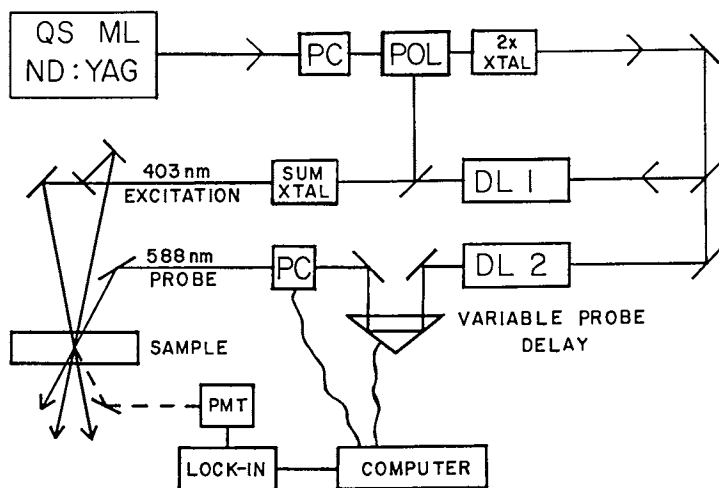 QS ML
ND:YAG
PC
POL
2x
XTAL
403 nm
EXCITATION
SUM
XTAL
DL 1
588 nm
PROBE
PC
DL 2
VARIABLE PROBE
DELAY
SAMPLE
PMT
LOCK-IN
COMPUTER